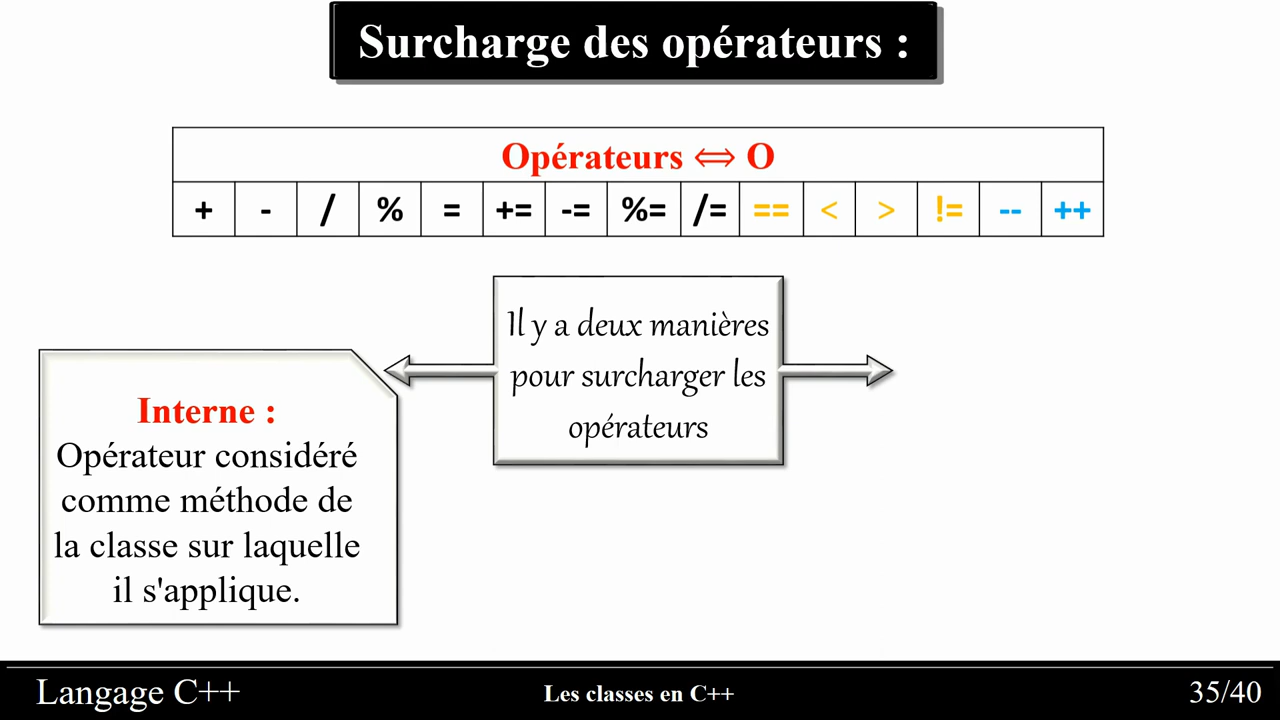 Surcharge des opérateurs :
Opérateurs ⟺ O
+ - / % = += -= %= /= == < > != -- ++
Il y a deux manières
pour surcharger les
opérateurs
Interne :
Opérateur considéré
comme méthode de
la classe sur laquelle
il s'applique.
Langage C++
Les classes en C++
35/40